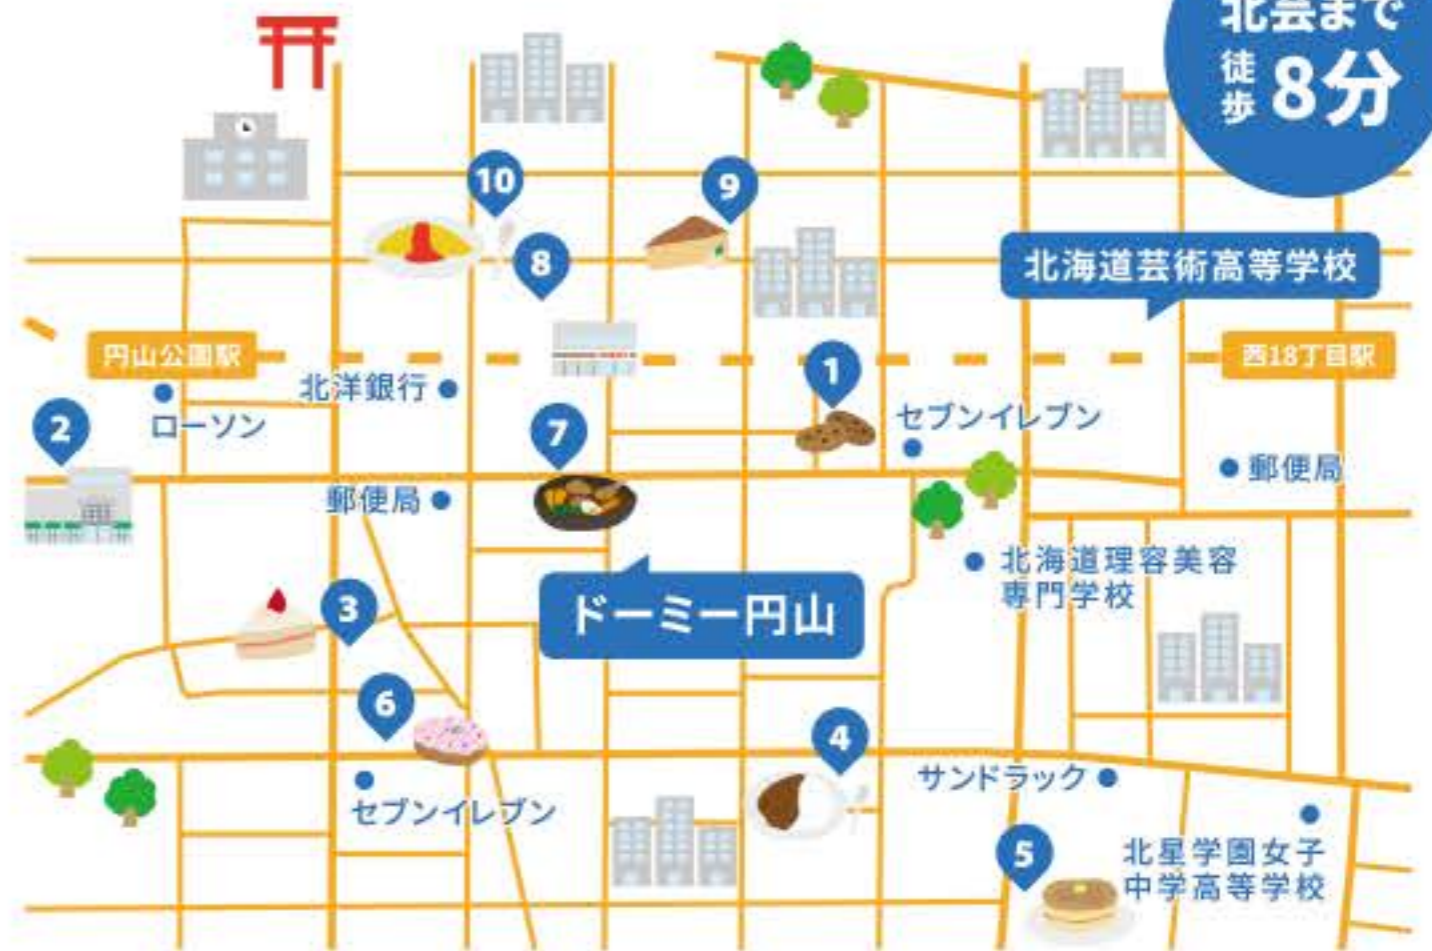 北芸まで
徒歩 8分
10
9
8
北海道芸術高等学校
円山公園駅
西18丁目駅
北洋銀行
1
ローソン
2
7
セブンイレブン
郵便局
郵便局
北海道理容美容
専門学校
ドーミー円山
3
6
4
サンドラック
セブンイレブン
5
北星学園女子
中学高等学校